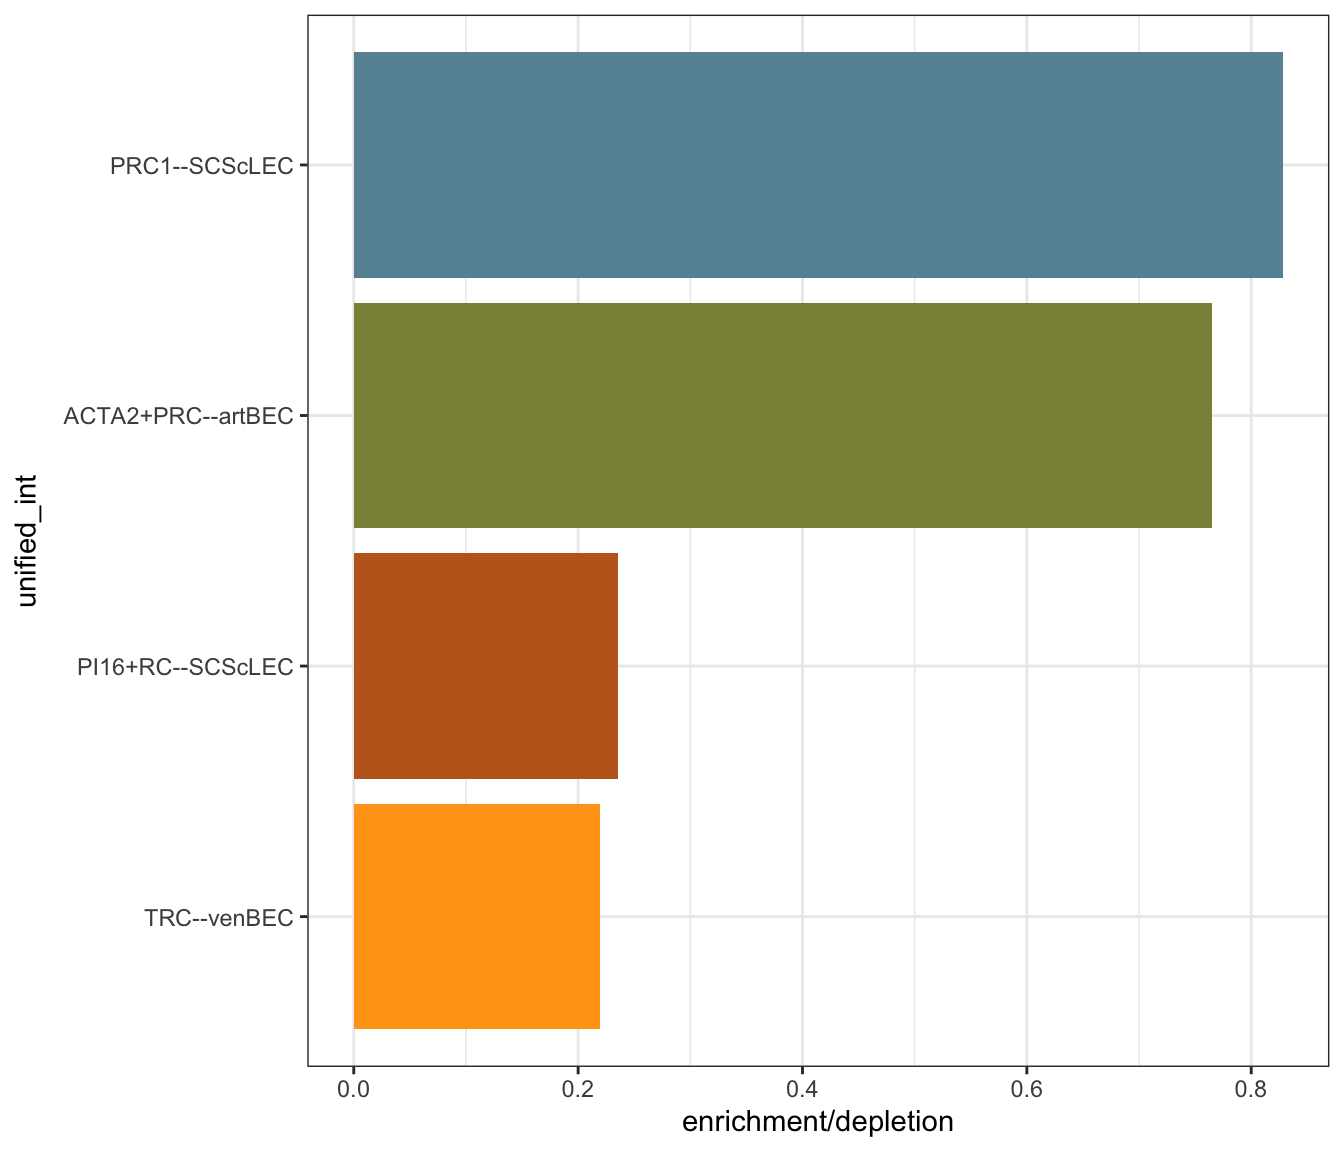 PRC1--SCScLEC
ACTA2+PRC--artBEC
PI16+RC--SCScLEC
TRC--venBEC
unified_int
0.0 0.2 0.4 0.6 0.8
enrichment/depletion